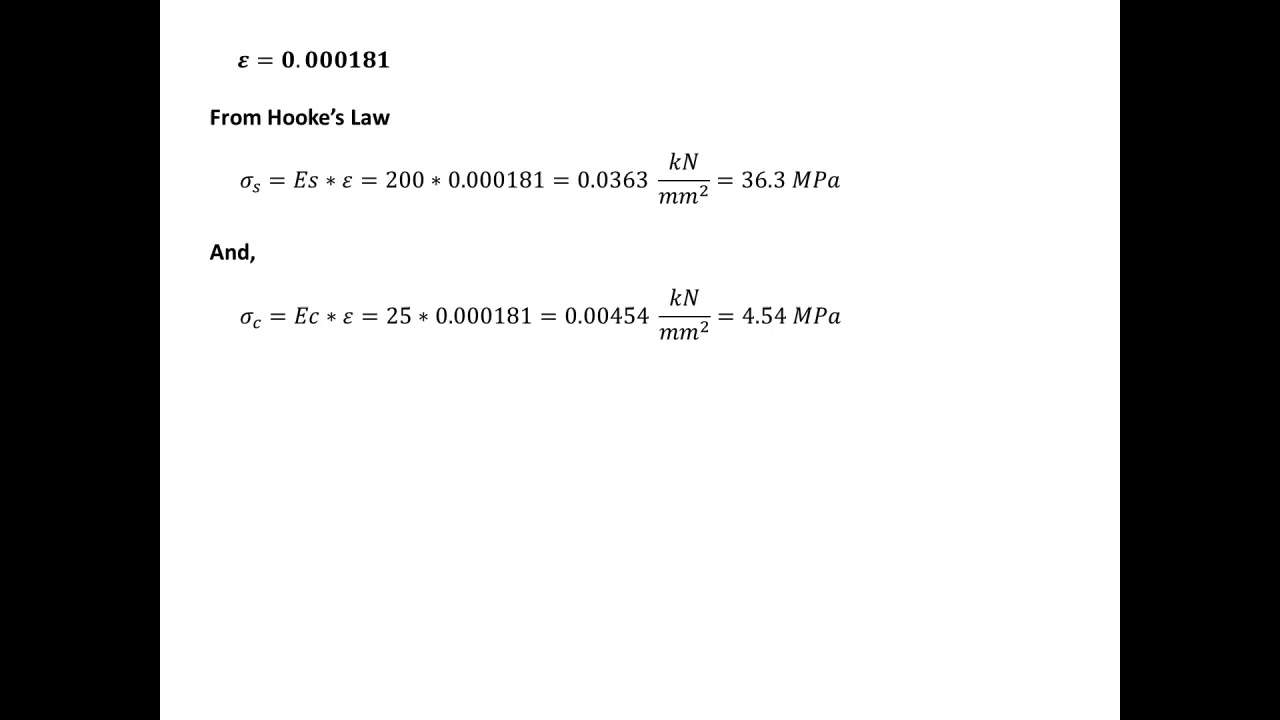 ε = 0.000181
From Hooke’s Law
σₛ = Es ∗ ε = 200 ∗ 0.000181 = 0.0363 kN/mm² = 36.3 MPa
And,
σ_c = Ec ∗ ε = 25 ∗ 0.000181 = 0.00454 kN/mm² = 4.54 MPa